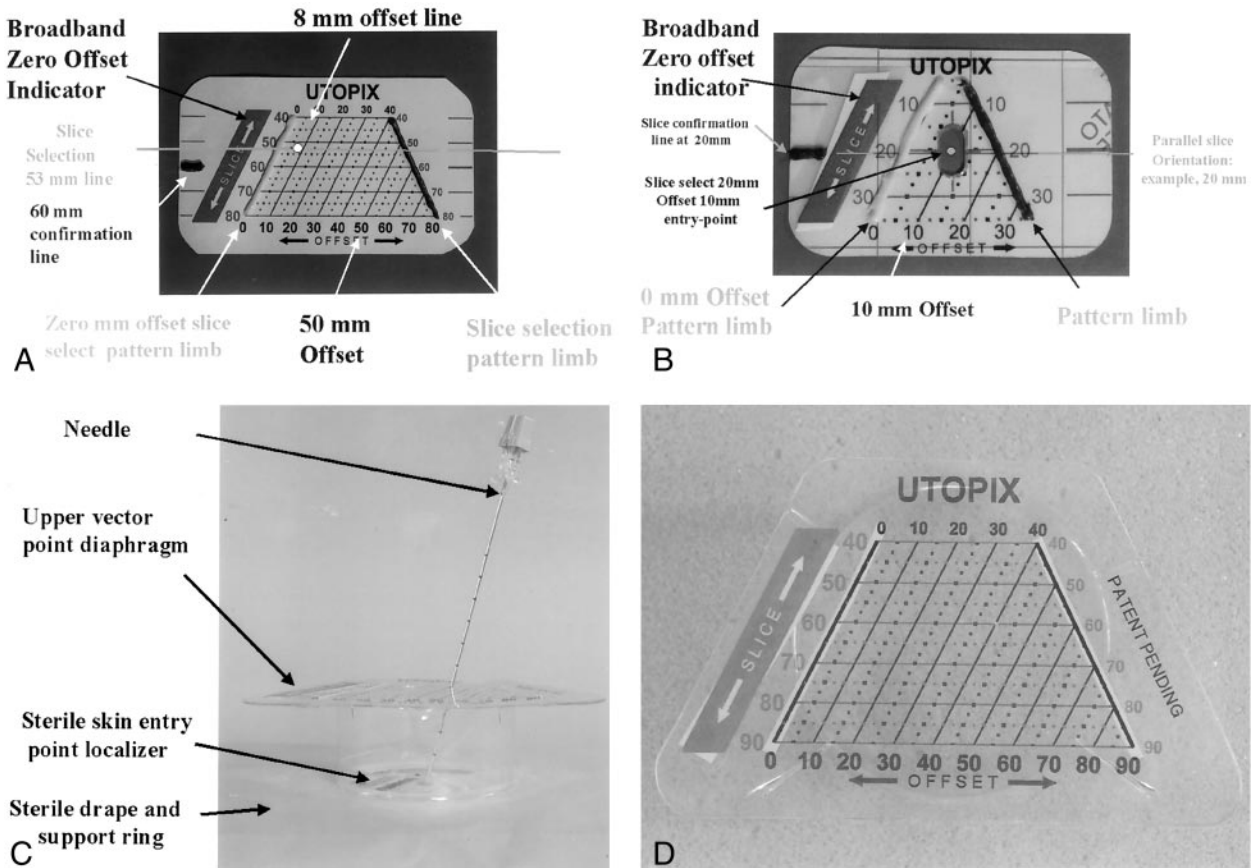 8 mm offset line
Broadband
Zero Offset
Indicator
UTOPIX
0 10 20 30 40
40 40
50 50
60
70 70
80 80
SLICE
0 10 20 30 40 50 60 70 80
OFFSET
Slice
Selection
53 mm line
60 mm
confirmation
line
Zero mm offset slice
select pattern limb
50 mm
Offset
Slice selection
pattern limb
A
Broadband
Zero offset
indicator
UTOPIX
10 10
20 20
30 30
SLICE
0 10 20 30
OFFSET
Slice confirmation
line at 20mm
Slice select 20mm
Offset 10mm
entry-point
Parallel slice
Orientation:
example, 20 mm
0 mm Offset
Pattern limb
10 mm Offset
Pattern limb
B
Needle
Upper vector
point diaphragm
Sterile skin entry
point localizer
Sterile drape and
support ring
C
UTOPIX
0 10 20 30 40
40 40
50 50
60 60
70 70
80 80
90 90
SLICE
PATENT PENDING
0 10 20 30 40 50 60 70 80 90
OFFSET
D